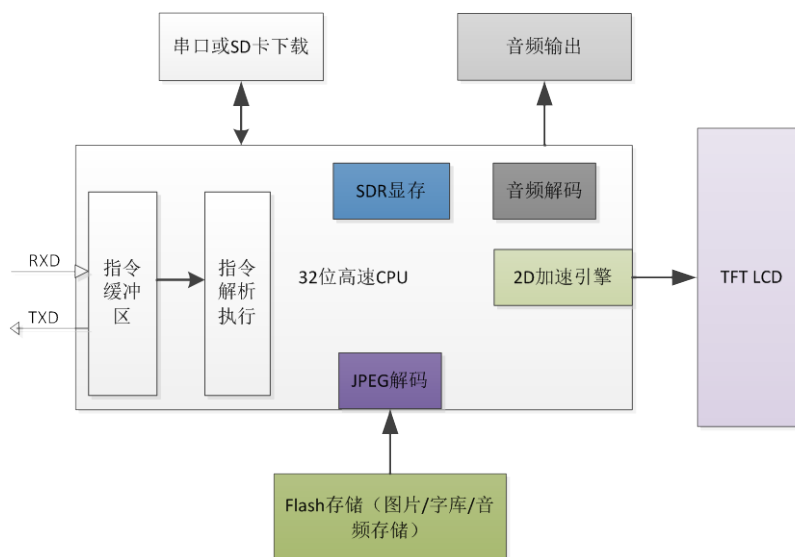 串口或SD卡下载
音频输出
SDR显存
音频解码
RXD
TXD
指令
缓冲
区
指令
解析
执行
32位高速CPU
2D加速引擎
TFT LCD
JPEG解码
Flash存储（图片/字库/音
频存储）